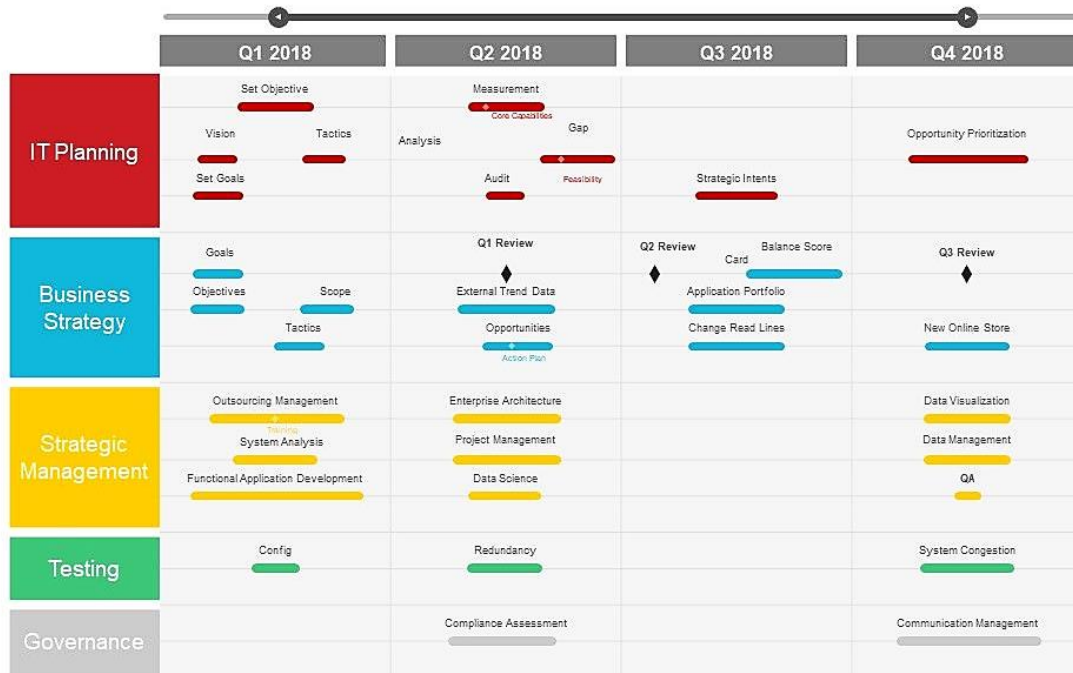 Q1 2018
Q2 2018
Q3 2018
Q4 2018
IT Planning
Set Objective
Measurement
Core Capabilities
Vision
Tactics
Analysis
Gap
Opportunity Prioritization
Feasibility
Set Goals
Audit
Strategic Intents
Business
Strategy
Goals
Q1 Review
Q2 Review
Card
Balance Score
Q3 Review
Objectives
Scope
External Trend Data
Application Portfolio
Tactics
Opportunities
Change Read Lines
New Online Store
Action Plan
Strategic
Management
Outsourcing Management
Enterprise Architecture
Data Visualization
Training
System Analysis
Project Management
Data Management
Functional Application Development
Data Science
QA
Testing
Config
Redundancy
System Congestion
Governance
Compliance Assessment
Communication Management